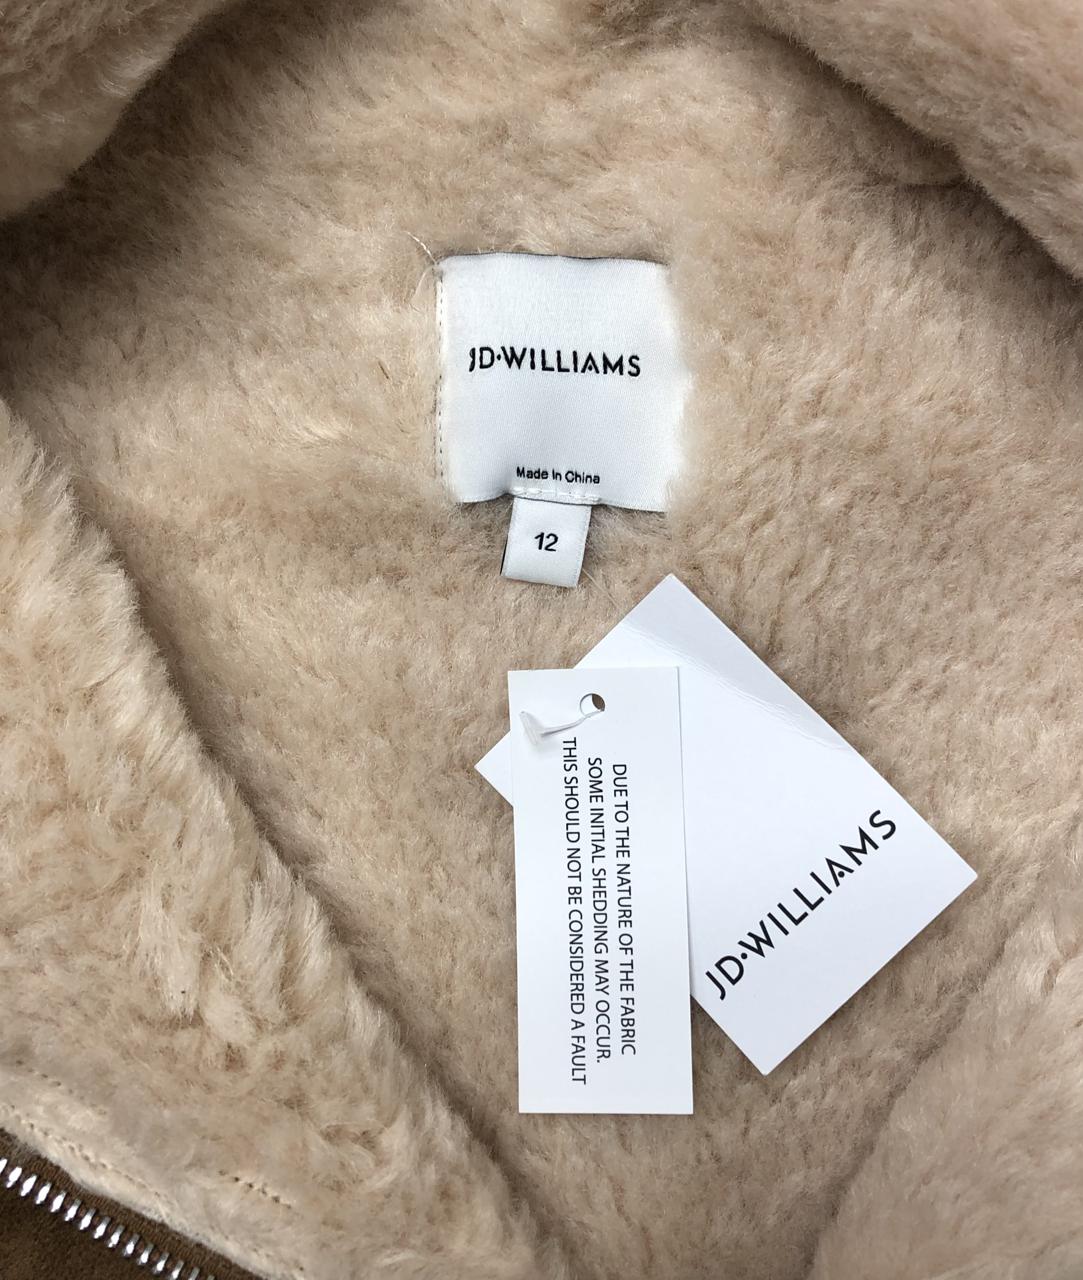 JD·WILLIAMS
Made In China
12
DUE TO THE NATURE OF THE FABRIC
SOME INITIAL SHEDDING MAY OCCUR.
THIS SHOULD NOT BE CONSIDERED A FAULT
JD·WILLIAMS